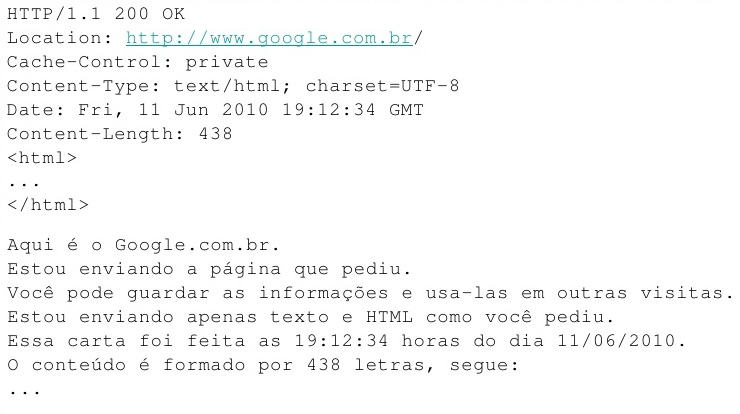 HTTP/1.1 200 OK
Location: http://www.google.com.br/
Cache-Control: private
Content-Type: text/html; charset=UTF-8
Date: Fri, 11 Jun 2010 19:12:34 GMT
Content-Length: 438
<html>
...
</html>
Aqui é o Google.com.br.
Estou enviando a página que pediu.
Você pode guardar as informações e usa-las em outras visitas.
Estou enviando apenas texto e HTML como você pediu.
Essa carta foi feita as 19:12:34 horas do dia 11/06/2010.
O conteúdo é formado por 438 letras, segue:
...